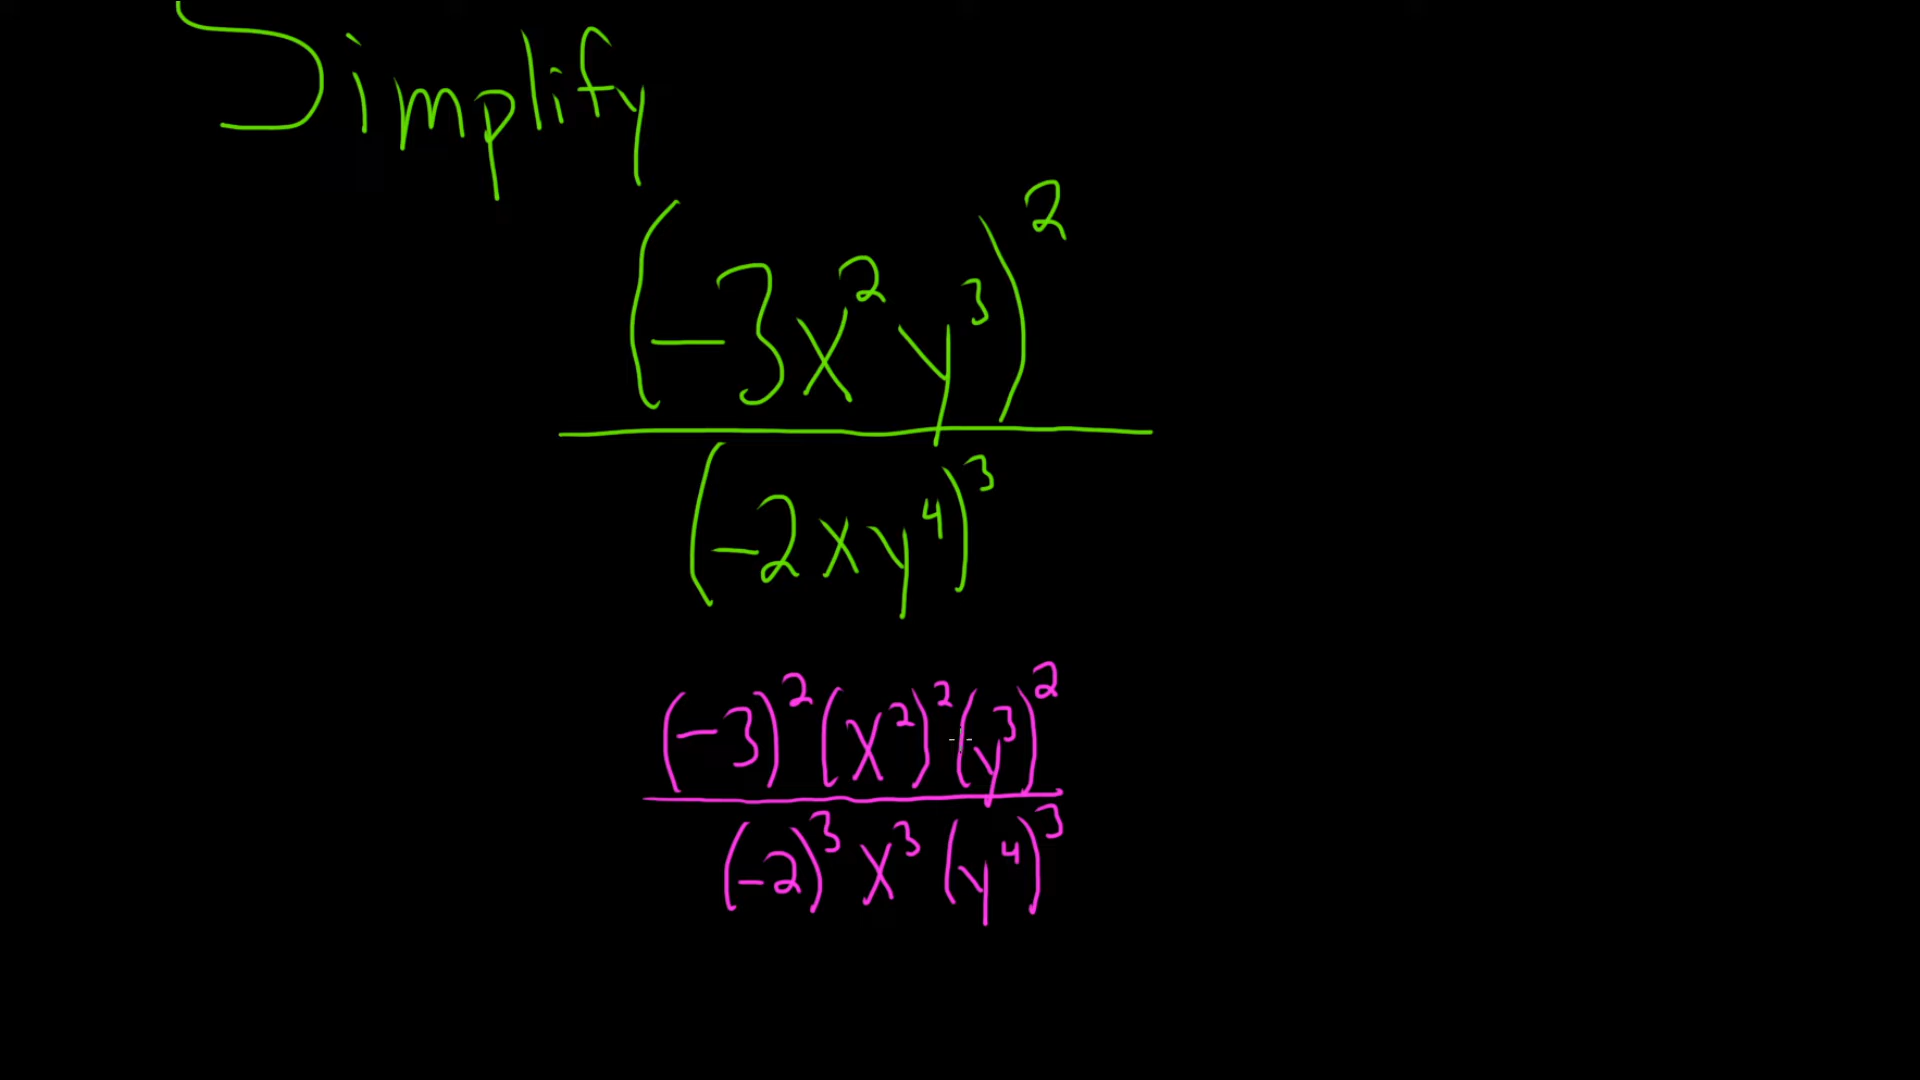 Simplify
(-3x²y³)²
(-2xy⁴)³
(-3)²(x²)²(y³)²
(-2)³x³(y⁴)³